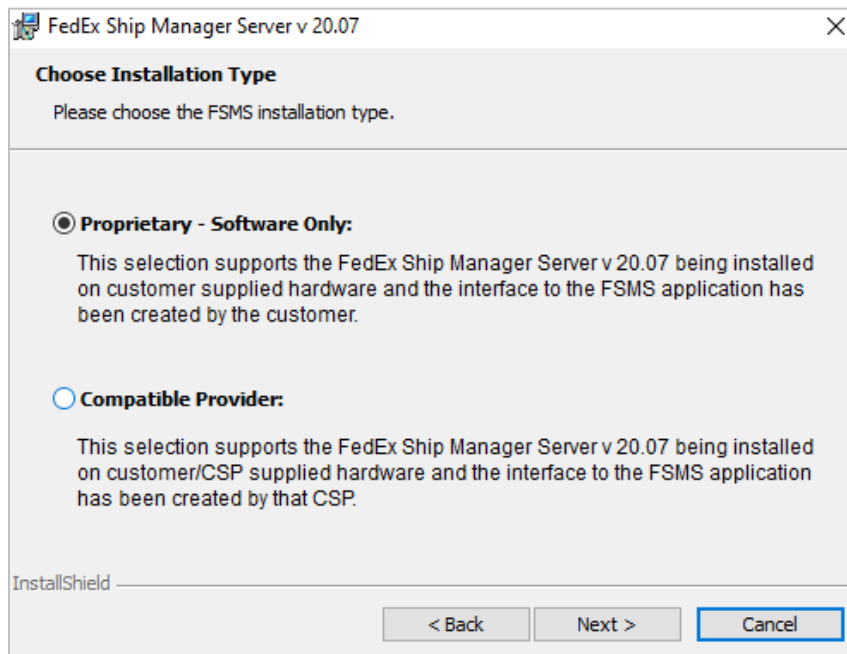 FedEx Ship Manager Server v 20.07
Choose Installation Type
Please choose the FSMS installation type.
Proprietary - Software Only:
This selection supports the FedEx Ship Manager Server v 20.07 being installed
on customer supplied hardware and the interface to the FSMS application has
been created by the customer.
Compatible Provider:
This selection supports the FedEx Ship Manager Server v 20.07 being installed
on customer/CSP supplied hardware and the interface to the FSMS application
has been created by that CSP.
InstallShield
< Back Next > Cancel